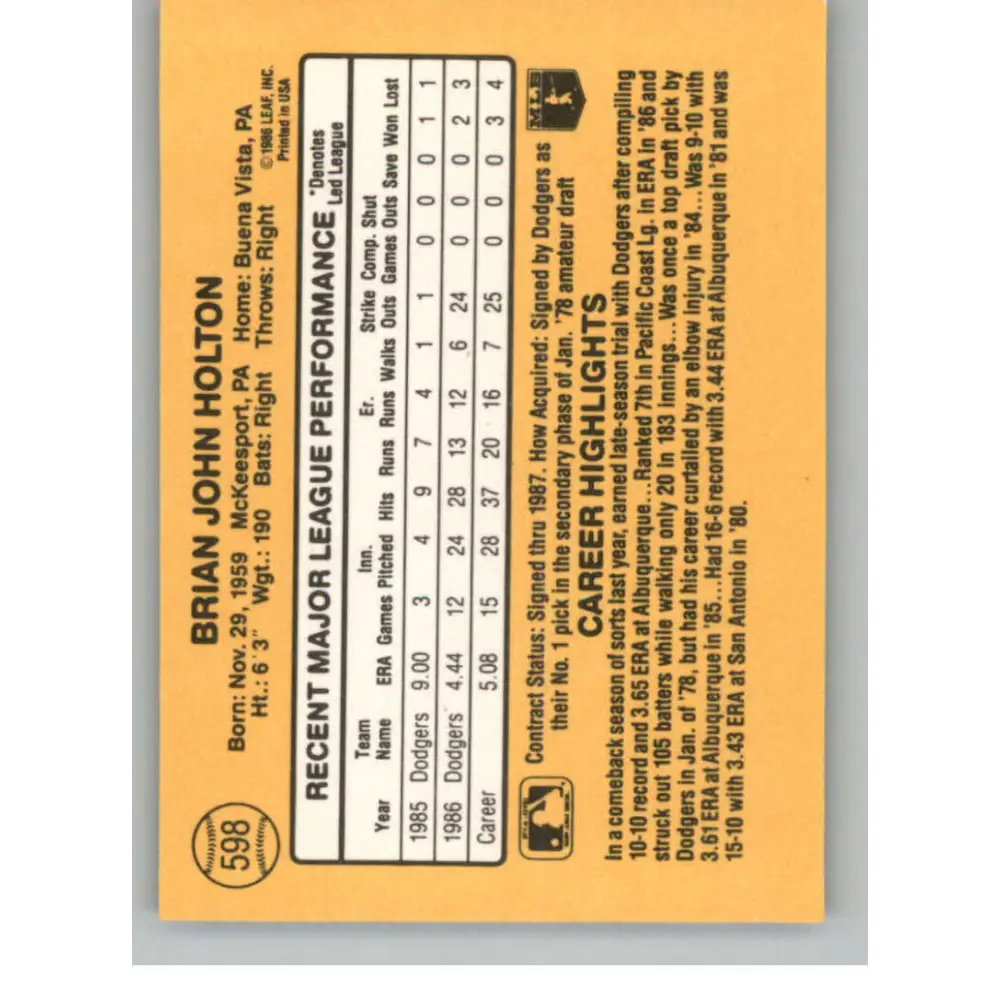 598
BRIAN JOHN HOLTON
Born: Nov. 29, 1959 McKeesport, PA Home: Buena Vista, PA
Ht.: 6'3" Wgt.: 190 Bats: Right Throws: Right
©1986 LEAF, INC.
Printed in USA
RECENT MAJOR LEAGUE PERFORMANCE *Denotes Led League
Year Team Name ERA Games Inn. Pitched Hits Runs Er. Runs Walks Strike Outs Comp. Games Shut Outs Save Won Lost
1985 Dodgers 9.00 3 4 9 7 4 1 1 0 0 0 1 1
1986 Dodgers 4.44 12 24 28 13 12 6 24 0 0 0 2 3
Career 5.08 15 28 37 20 16 7 25 0 0 0 3 4
Contract Status: Signed thru 1987. How Acquired: Signed by Dodgers as
their No. 1 pick in the secondary phase of Jan. '78 amateur draft
MLB
CAREER HIGHLIGHTS
In a comeback season of sorts last year, earned late-season trial with Dodgers after compiling
10-10 record and 3.65 ERA at Albuquerque...Ranked 7th in Pacific Coast Lg. in ERA in '86 and
struck out 105 batters while walking only 20 in 183 innings...Was once a top draft pick by
Dodgers in Jan. of '78, but had his career curtailed by an elbow injury in '84...Was 9-10 with
3.61 ERA at Albuquerque in '85...Had 16-6 record with 3.44 ERA at Albuquerque in '81 and was
15-10 with 3.43 ERA at San Antonio in '80.